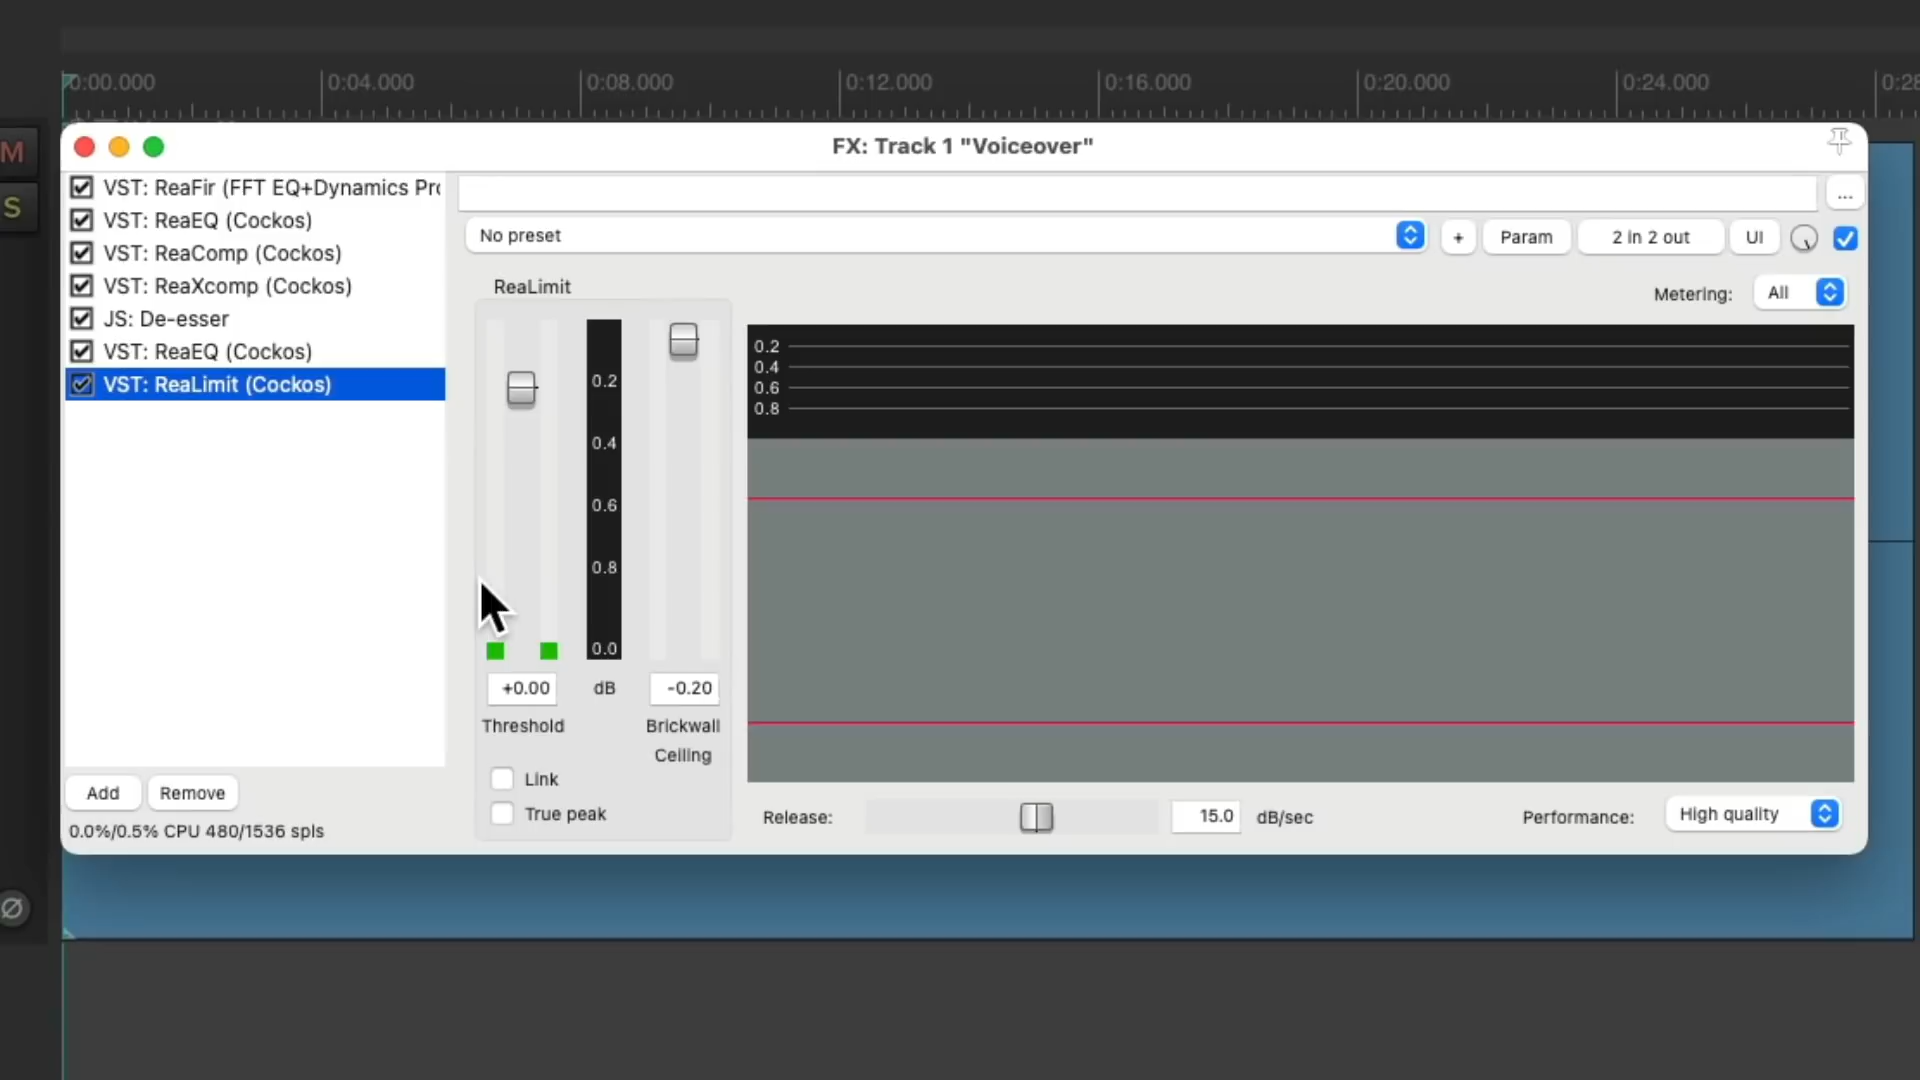 0:00.000 0:04.000 0:08.000 0:12.000 0:16.000 0:20.000 0:24.000 0:28
M
S
FX: Track 1 "Voiceover"
VST: ReaFir (FFT EQ+Dynamics Pro
VST: ReaEQ (Cockos)
VST: ReaComp (Cockos)
VST: ReaXcomp (Cockos)
JS: De-esser
VST: ReaEQ (Cockos)
VST: ReaLimit (Cockos)
Add Remove
0.0%/0.5% CPU 480/1536 spls
...
No preset + Param 2 in 2 out UI
ReaLimit
Metering: All
0.2
0.4
0.6
0.8
0.0
+0.00 dB -0.20
Threshold Brickwall
Ceiling
Link
True peak
0.2
0.4
0.6
0.8
Release: 15.0 dB/sec Performance: High quality